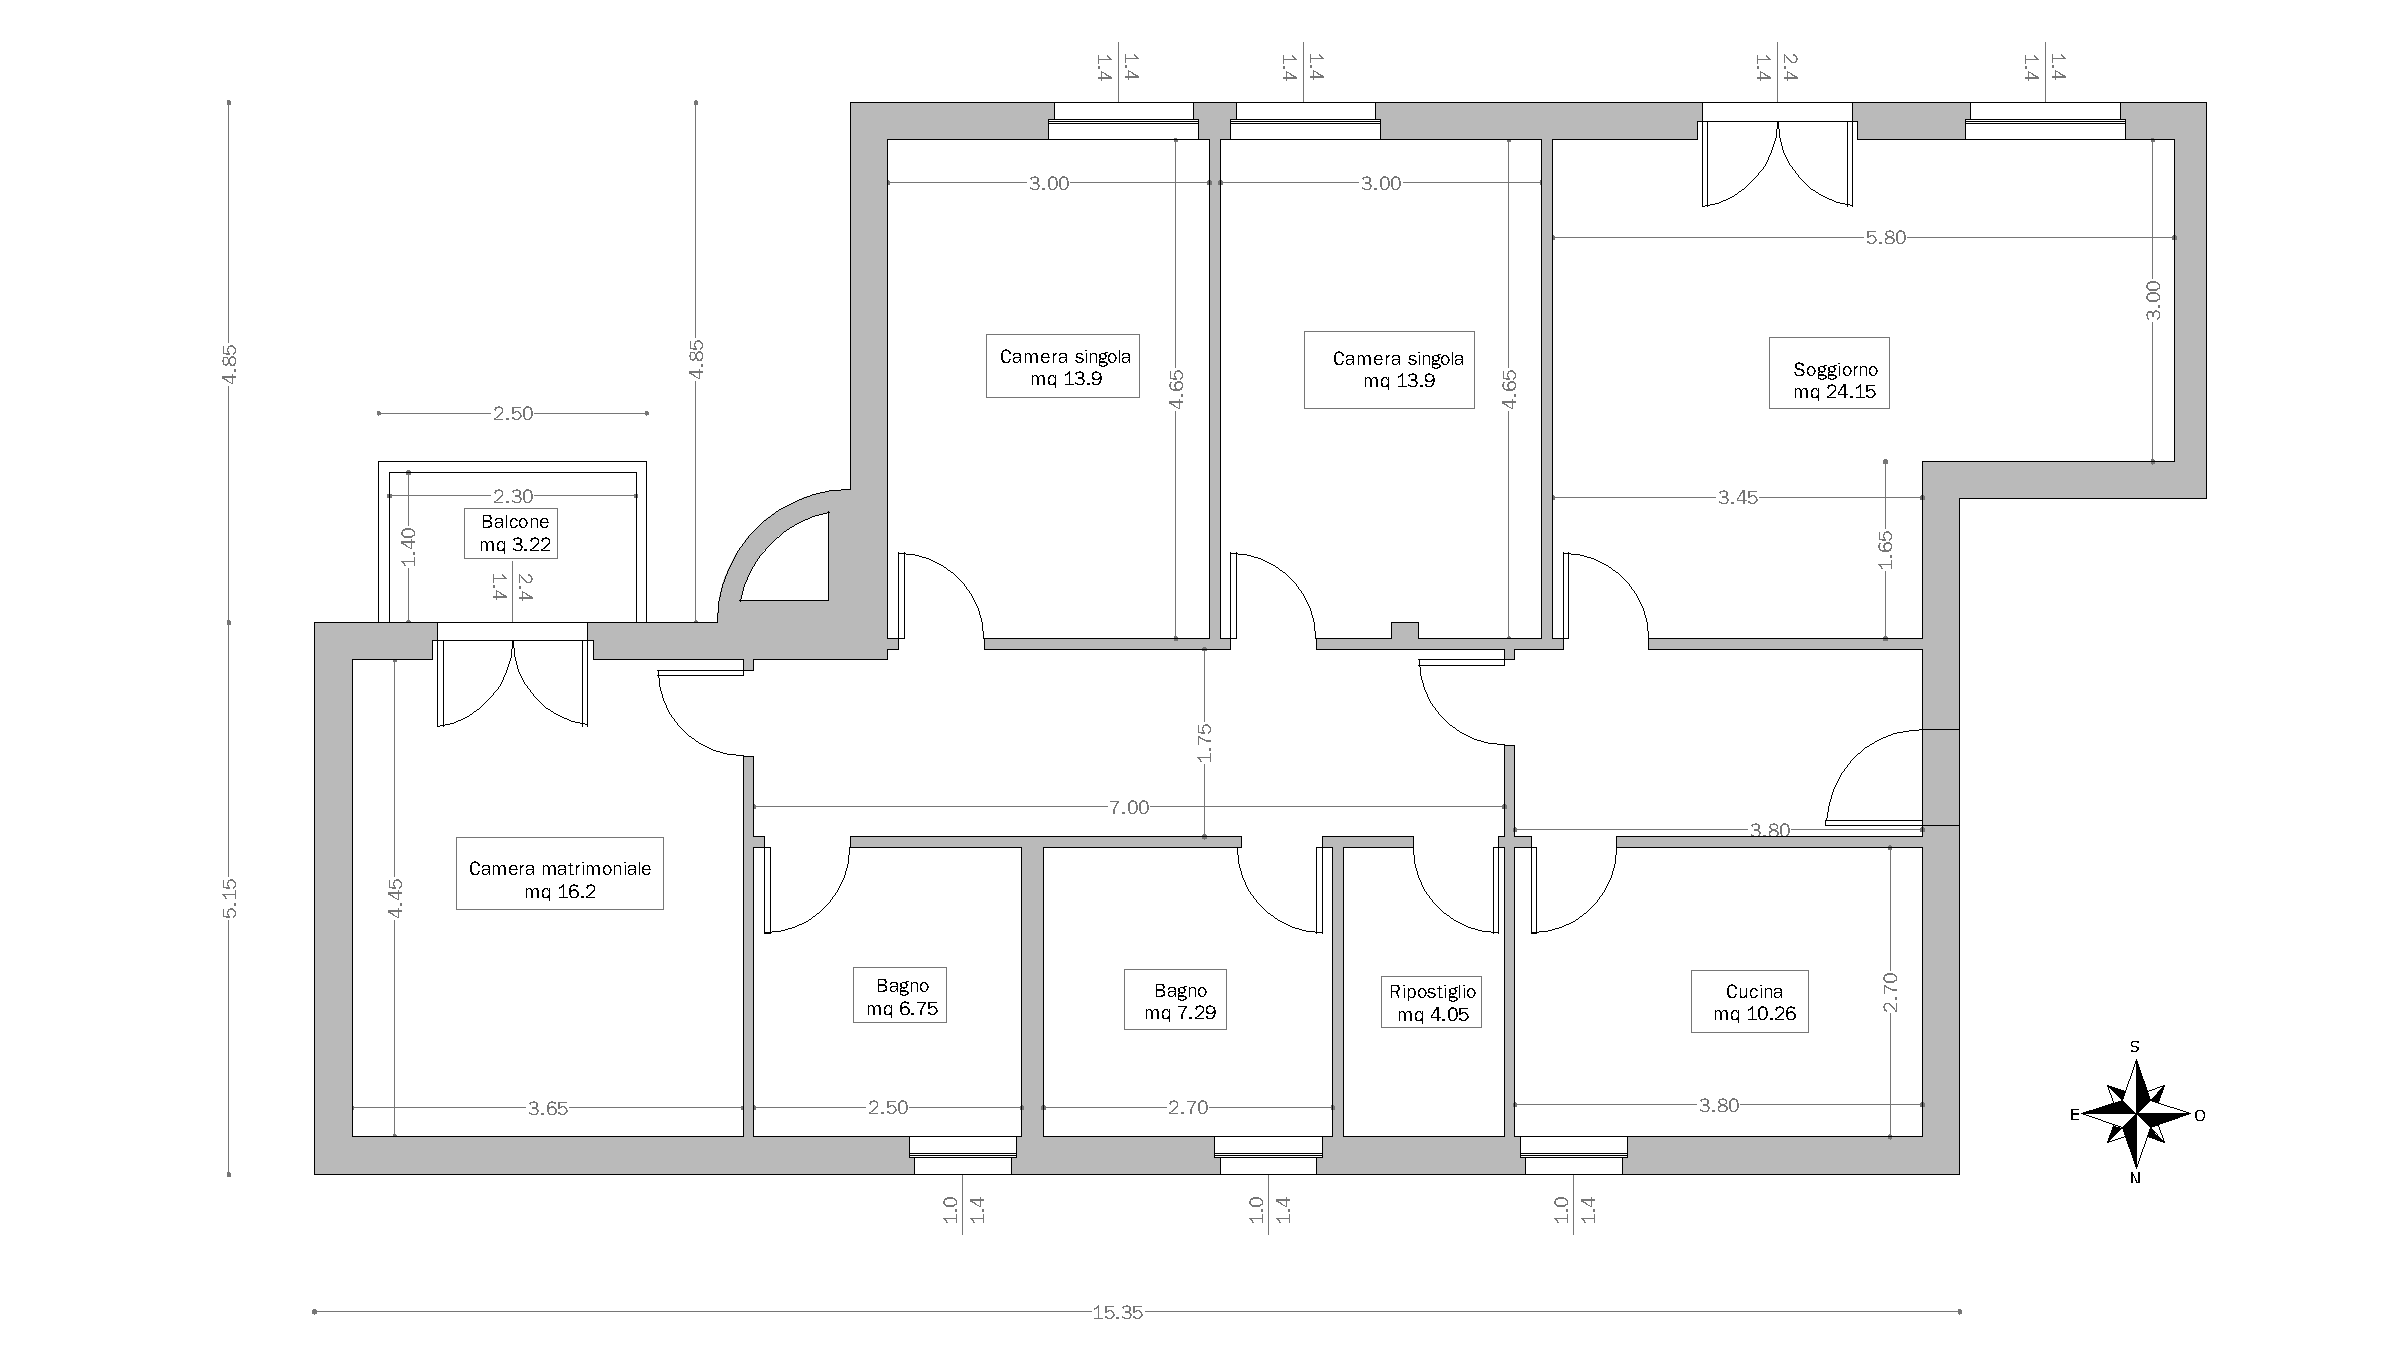 1.4 1.4
1.4 1.4
1.4 2.4
1.4 1.4
3.00
3.00
5.80
3.00
4.85
4.85
Camera singola
mq 13.9
4.65
Camera singola
mq 13.9
4.65
Soggiorno
mq 24.15
2.50
2.30
3.45
Balcone
mq 3.22
1.40
1.65
1.4 2.4
1.75
7.00
3.80
Camera matrimoniale
mq 16.2
4.45
5.15
Bagno
mq 6.75
Bagno
mq 7.29
Ripostiglio
mq 4.05
Cucina
mq 10.26
2.70
3.65
2.50
2.70
3.80
S
E
O
N
1.0 1.4
1.0 1.4
1.0 1.4
15.35